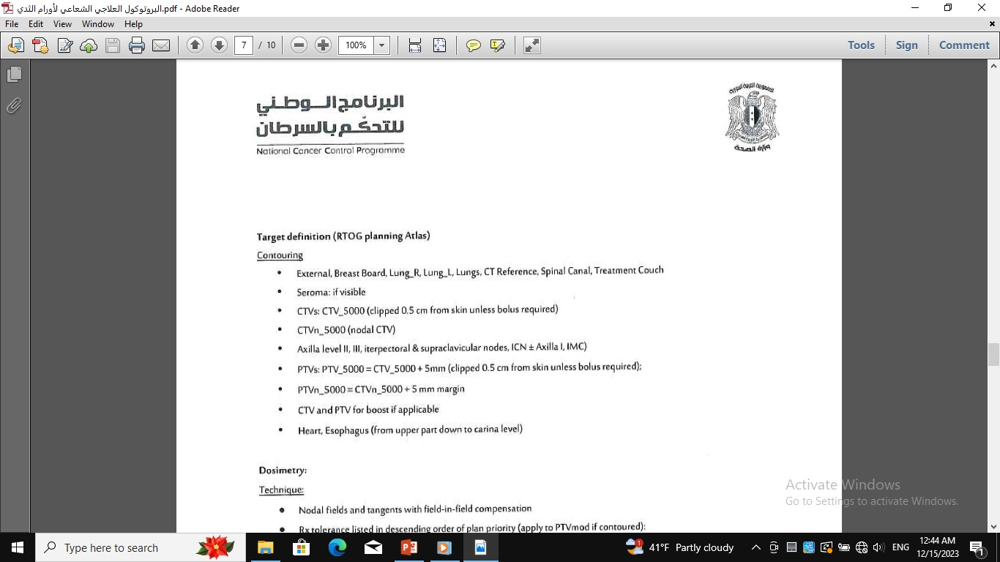 البروتوكول العلاجي الشعاعي لأورام الثدي.pdf - Adobe Reader
File Edit View Window Help
7 / 10 100% Tools Sign Comment
البرنامج الـوطـني
للتحكّم بالسرطان
National Cancer Control Programme
وزارة الصحة
Target definition (RTOG planning Atlas)
Contouring
• External, Breast Board, Lung_R, Lung_L, Lungs, CT Reference, Spinal Canal, Treatment Couch
• Seroma: if visible
• CTVs: CTV_5000 (clipped 0.5 cm from skin unless bolus required)
• CTVn_5000 (nodal CTV)
• Axilla level II, III, iterpectoral & supraclavicular nodes, ICN ± Axilla I, IMC)
• PTVs: PTV_5000 = CTV_5000 + 5mm (clipped 0.5 cm from skin unless bolus required);
• PTVn_5000 = CTVn_5000 + 5 mm margin
• CTV and PTV for boost if applicable
• Heart, Esophagus (from upper part down to carina level)
Dosimetry:
Technique:
• Nodal fields and tangents with field-in-field compensation
• Rx tolerance listed in descending order of plan priority (apply to PTVmod if contoured):
Activate Windows
Go to Settings to activate Windows.
Type here to search
41°F Partly cloudy
ENG
12:44 AM
12/15/2023